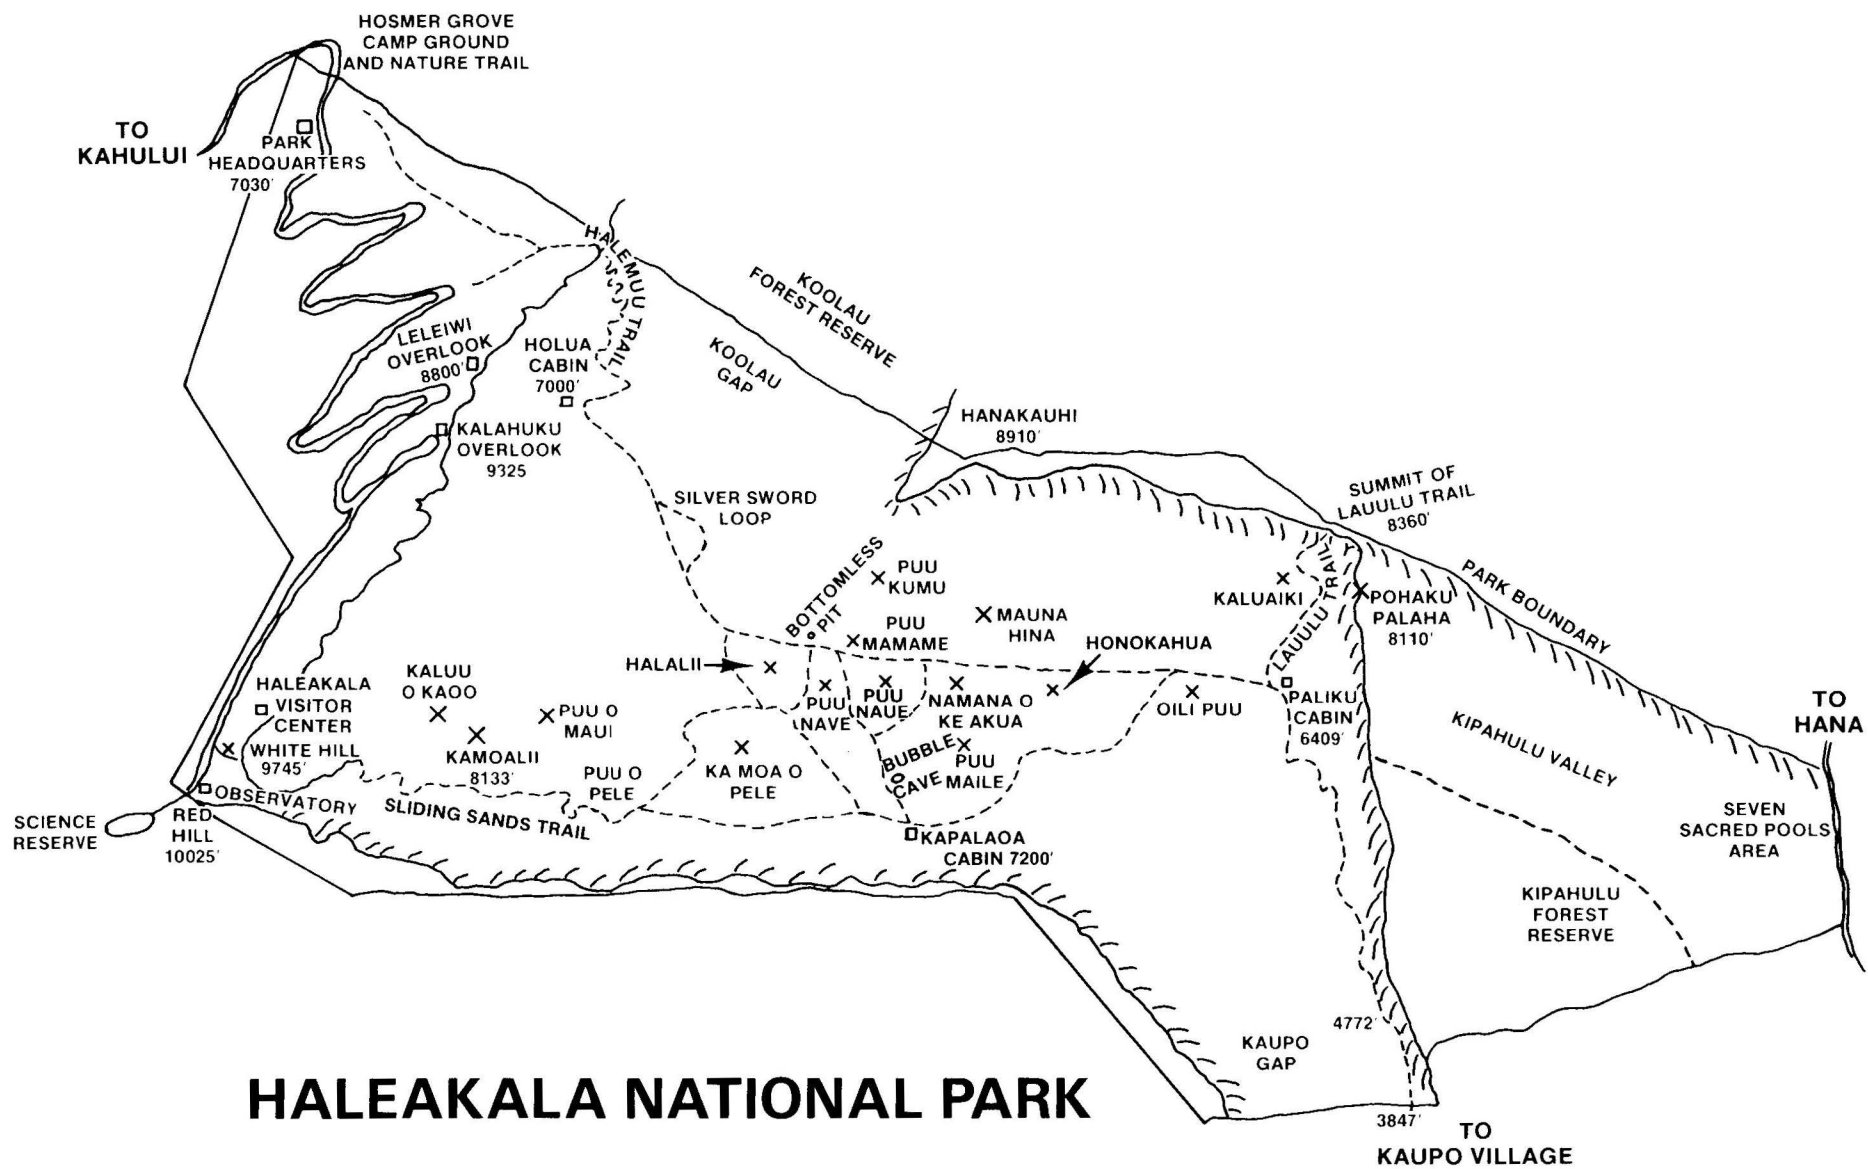 HOSMER GROVE
CAMP GROUND
AND NATURE TRAIL
TO
KAHULUI
PARK
HEADQUARTERS
7030'
HALEMUU TRAIL
KOOLAU
FOREST RESERVE
KOOLAU
GAP
LELEIWI
OVERLOOK
8800'
HOLUA
CABIN
7000'
KALAHUKU
OVERLOOK
9325
HANAKAUHI
8910'
SUMMIT OF
LAUULU TRAIL
8360'
SILVER SWORD
LOOP
BOTTOMLESS
PIT
PUU
KUMU
MAUNA
HINA
PUU
MAMAME
HONOKAHUA
KALUAIKI
LAUULU TRAIL
POHAKU
PALAHA
8110'
PARK BOUNDARY
HALALII
KALUU
O KAOO
HALEAKALA
VISITOR
CENTER
WHITE HILL
9745'
KAMOALII
8133'
PUU O
MAUI
PUU O
PELE
KA MOA O
PELE
PUU
NAVE
PUU
NAUE
NAMANA O
KE AKUA
BUBBLE
CAVE
PUU
MAILE
OILI PUU
PALIKU
CABIN
6409'
KIPAHULU VALLEY
TO
HANA
OBSERVATORY
SLIDING SANDS TRAIL
SCIENCE
RESERVE
RED
HILL
10025'
KAPALAOA
CABIN 7200'
SEVEN
SACRED POOLS
AREA
KIPAHULU
FOREST
RESERVE
4772'
KAUPO
GAP
HALEAKALA NATIONAL PARK
3847'
TO
KAUPO VILLAGE